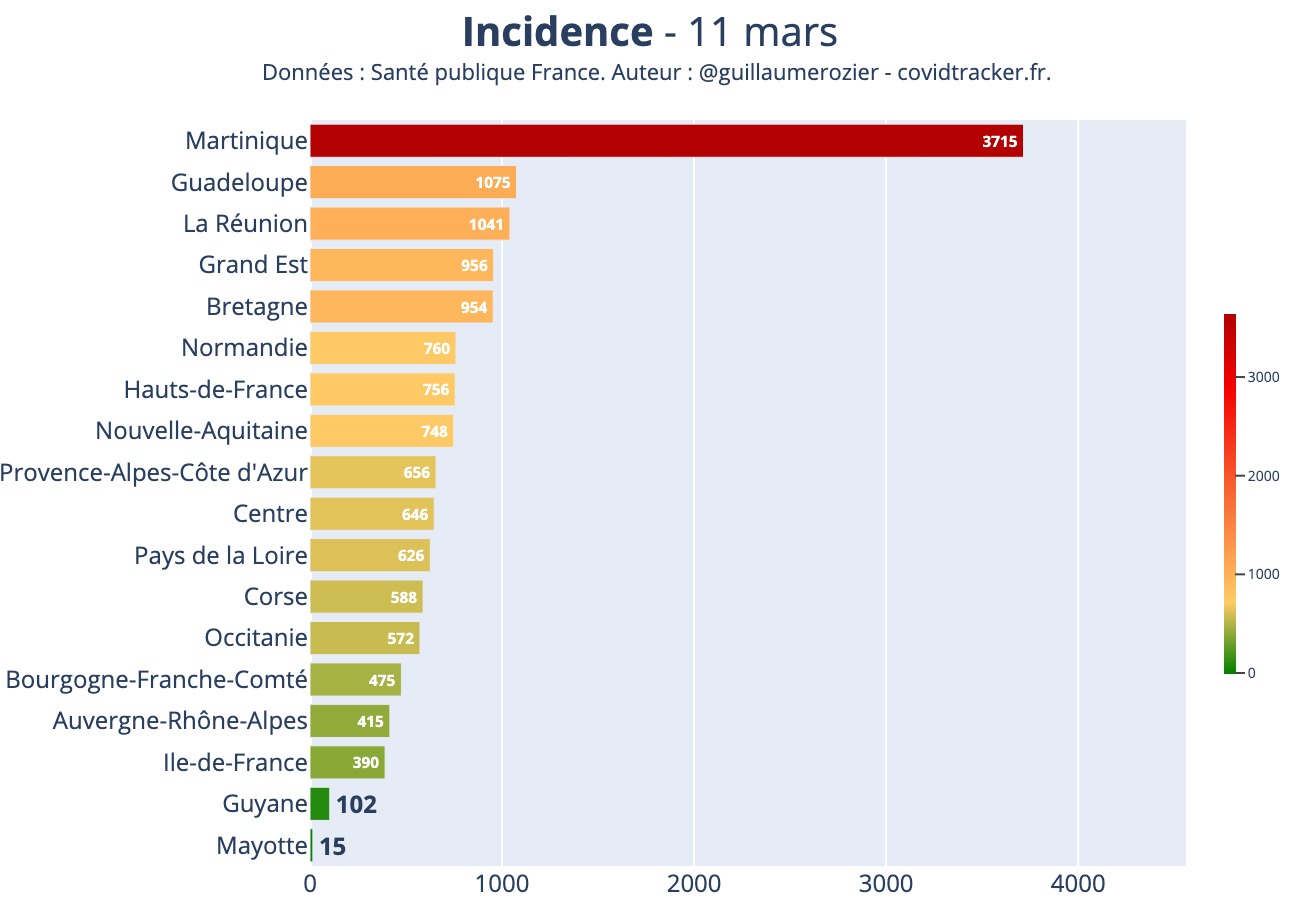 Incidence - 11 mars
Données : Santé publique France. Auteur : @guillaumerozier - covidtracker.fr.
Martinique 3715
Guadeloupe 1075
La Réunion 1041
Grand Est 956
Bretagne 954
Normandie 760
Hauts-de-France 756
Nouvelle-Aquitaine 748
Provence-Alpes-Côte d'Azur 656
Centre 646
Pays de la Loire 626
Corse 588
Occitanie 572
Bourgogne-Franche-Comté 475
Auvergne-Rhône-Alpes 415
Ile-de-France 390
Guyane 102
Mayotte 15
0 1000 2000 3000 4000
3000
2000
1000
0